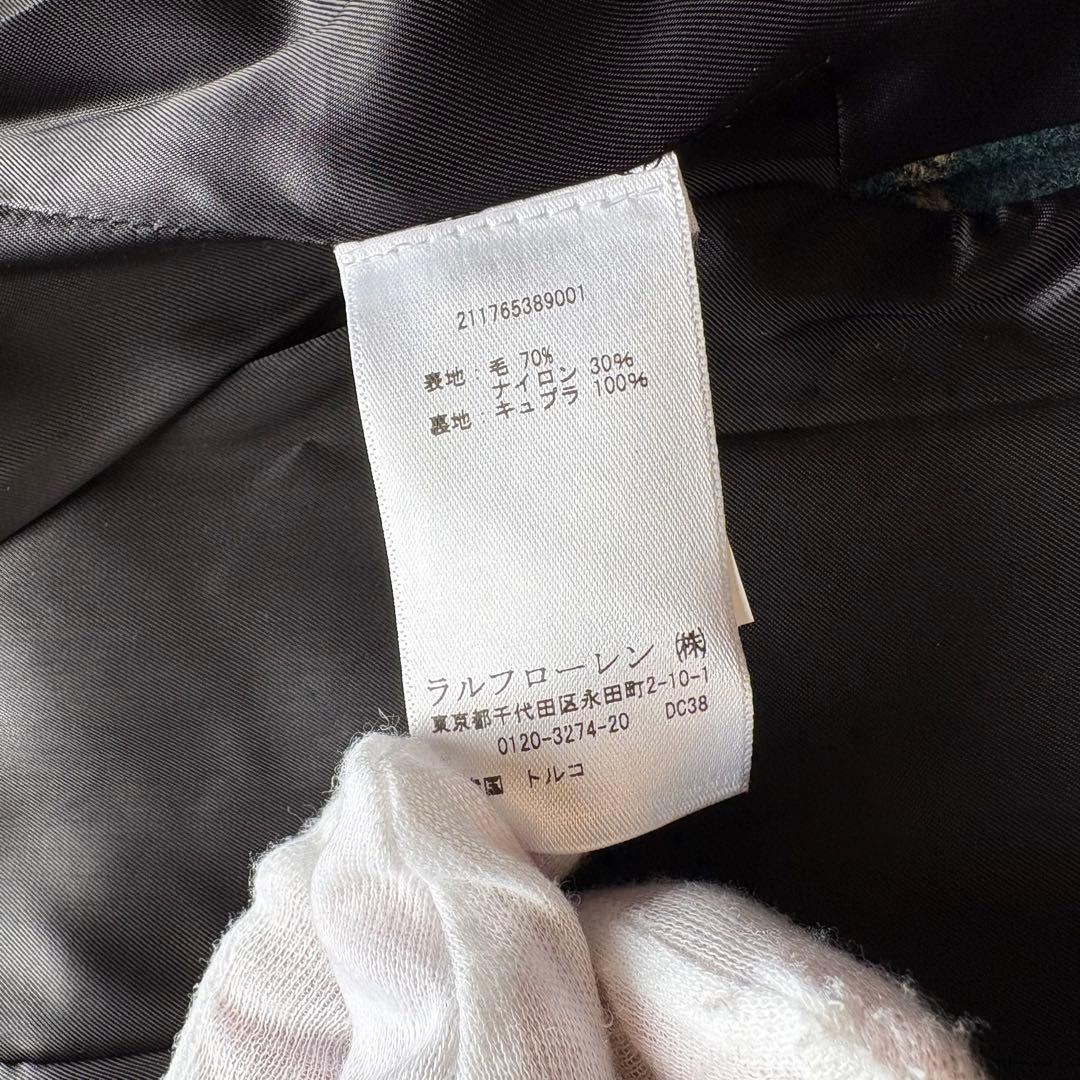 211765389001
表地 毛 70%
ナイロン 30%
裏地 キュプラ 100%
ラルフローレン ㈱
東京都千代田区永田町2-10-1
0120-3274-20 DC38
国 トルコ